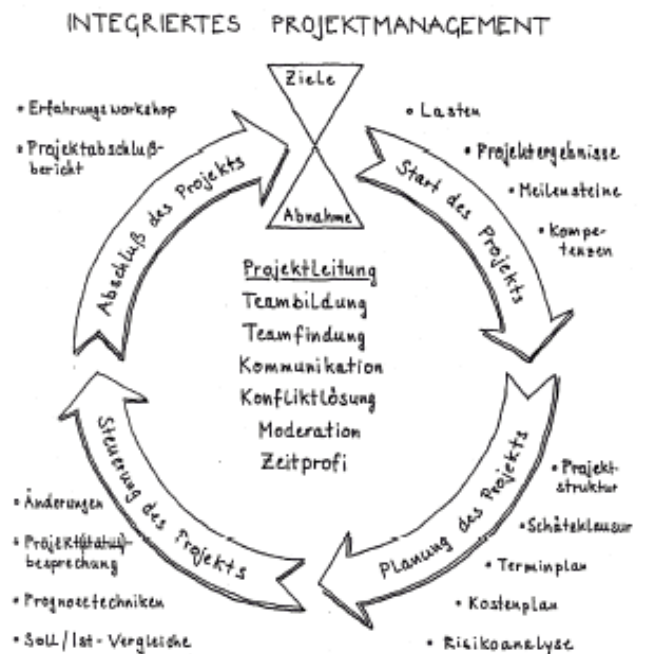 INTEGRIERTES PROJEKTMANAGEMENT
Ziele
Abnahme
• Lasten
• Projektergebnisse
• Meilensteine
• Kompe-
tenzen
Start des Projekts
• Projekt-
struktur
• Schätzklausur
• Terminplan
• Kostenplan
• Risikoanalyse
Planung des Projekts
• Änderungen
• Projekt(status)-
besprechung
• Prognosetechniken
• Soll/Ist-Vergleiche
Steuerung des Projekts
• Erfahrungsworkshop
• Projektabschluß-
bericht
Abschluß des Projekts
Projektleitung
Teambildung
Teamfindung
Kommunikation
Konfliktlösung
Moderation
Zeitprofi